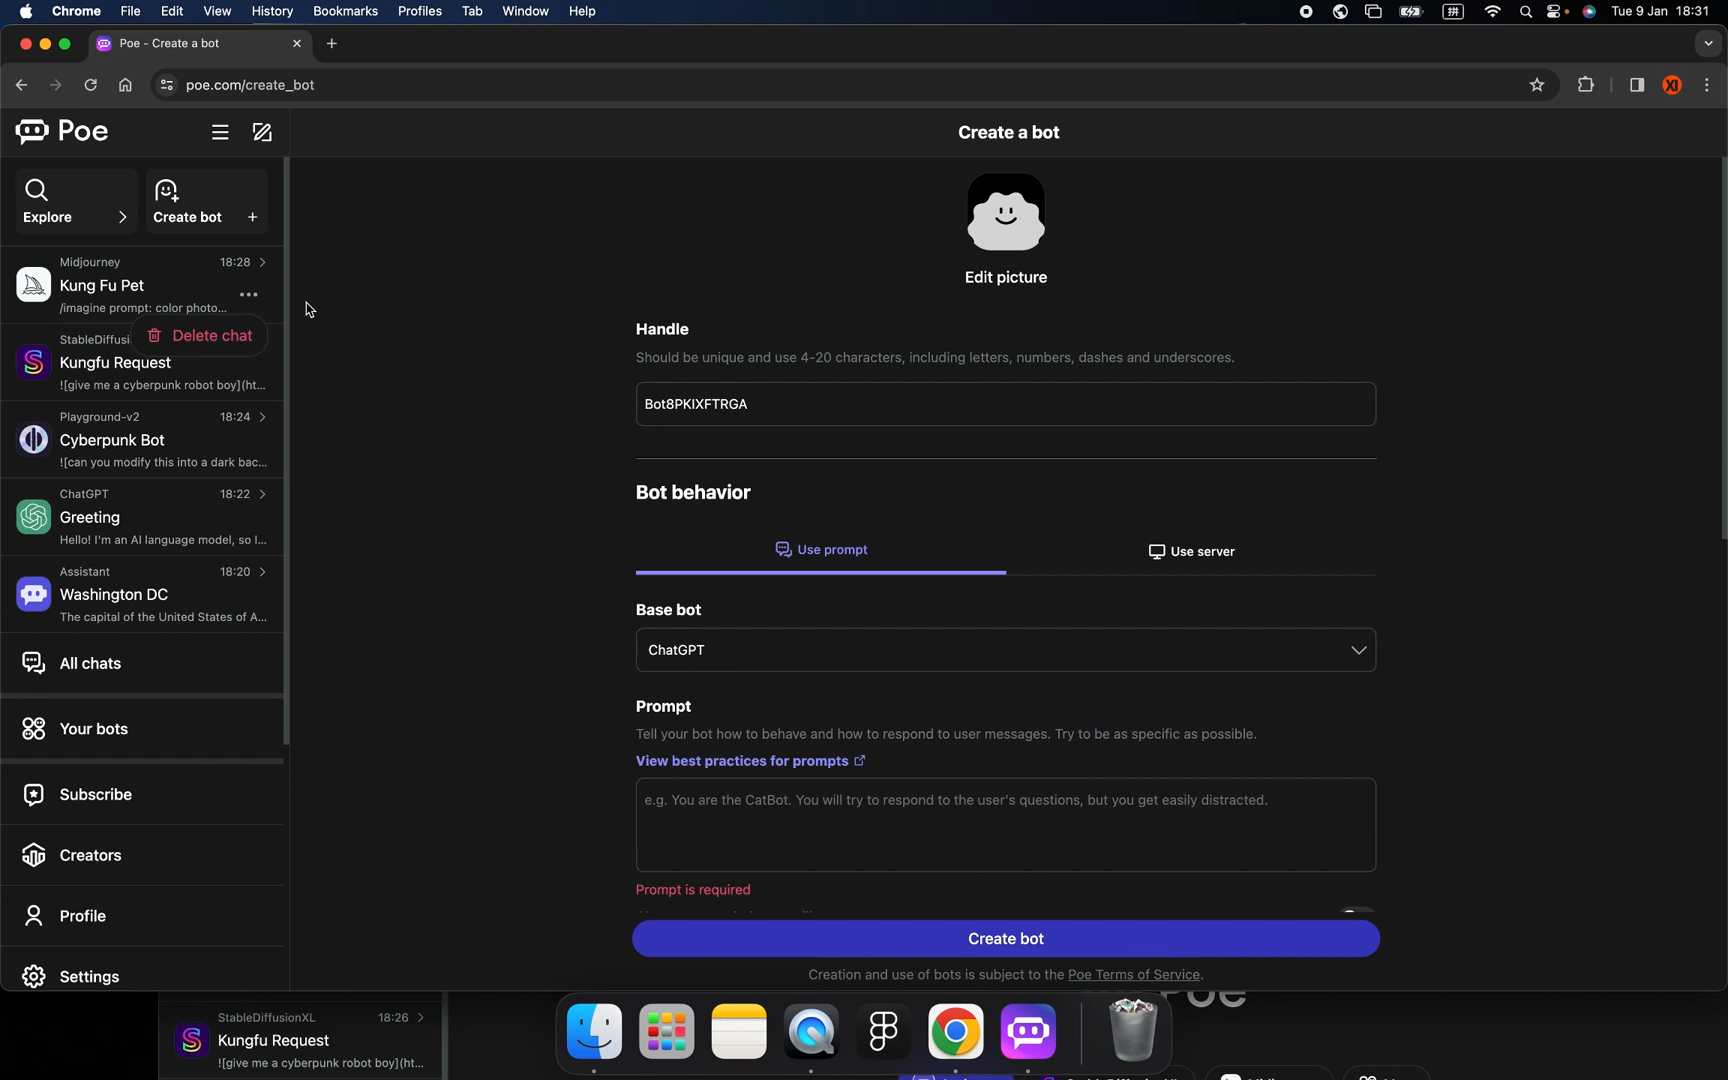 Chrome File Edit View History Bookmarks Profiles Tab Window Help Tue 9 Jan 18:31
Poe - Create a bot
poe.com/create_bot XI
Poe
Create a bot
Explore
Create bot +
Edit picture
Midjourney 18:28
Kung Fu Pet
/imagine prompt: color photo...
Delete chat
StableDiffusi
Kungfu Request
![give me a cyberpunk robot boy](ht...
Playground-v2 18:24
Cyberpunk Bot
![can you modify this into a dark bac...
ChatGPT 18:22
Greeting
Hello! I'm an AI language model, so I...
Assistant 18:20
Washington DC
The capital of the United States of A...
All chats
Your bots
Subscribe
Creators
Profile
Settings
Handle
Should be unique and use 4-20 characters, including letters, numbers, dashes and underscores.
Bot8PKIXFTRGA
Bot behavior
Use prompt
Use server
Base bot
ChatGPT
Prompt
Tell your bot how to behave and how to respond to user messages. Try to be as specific as possible.
View best practices for prompts
e.g. You are the CatBot. You will try to respond to the user's questions, but you get easily distracted.
Prompt is required
Create bot
Creation and use of bots is subject to the Poe Terms of Service.
StableDiffusionXL 18:26
Kungfu Request
![give me a cyberpunk robot boy](ht...
Poe